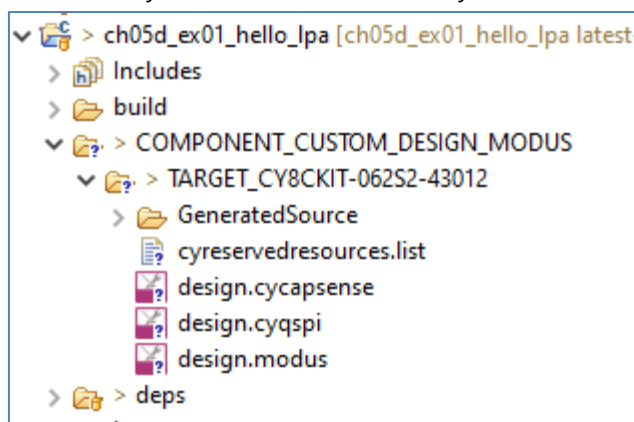 > ch05d_ex01_hello_lpa [ch05d_ex01_hello_lpa latest-
> Includes
> build
> COMPONENT_CUSTOM_DESIGN_MODUS
> TARGET_CY8CKIT-062S2-43012
> GeneratedSource
cyreservedresources.list
design.cycapsense
design.cyqspi
design.modus
> deps